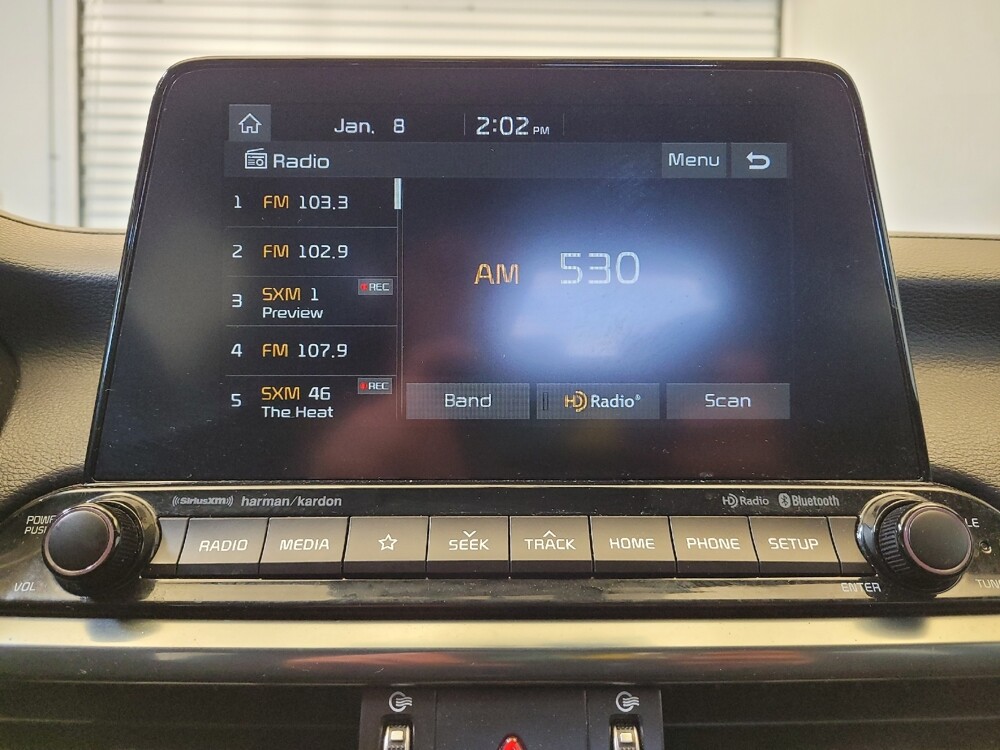 Jan. 8 2:02 PM
Radio Menu
1 FM 103.3
2 FM 102.9
3 SXM 1 REC
Preview
4 FM 107.9
5 SXM 46 REC
The Heat
AM 530
Band HD Radio® Scan
((SiriusXM)) harman/kardon HD Radio Bluetooth
POWE
PUSH
RADIO MEDIA SEEK TRACK HOME PHONE SETUP
VOL ENTER